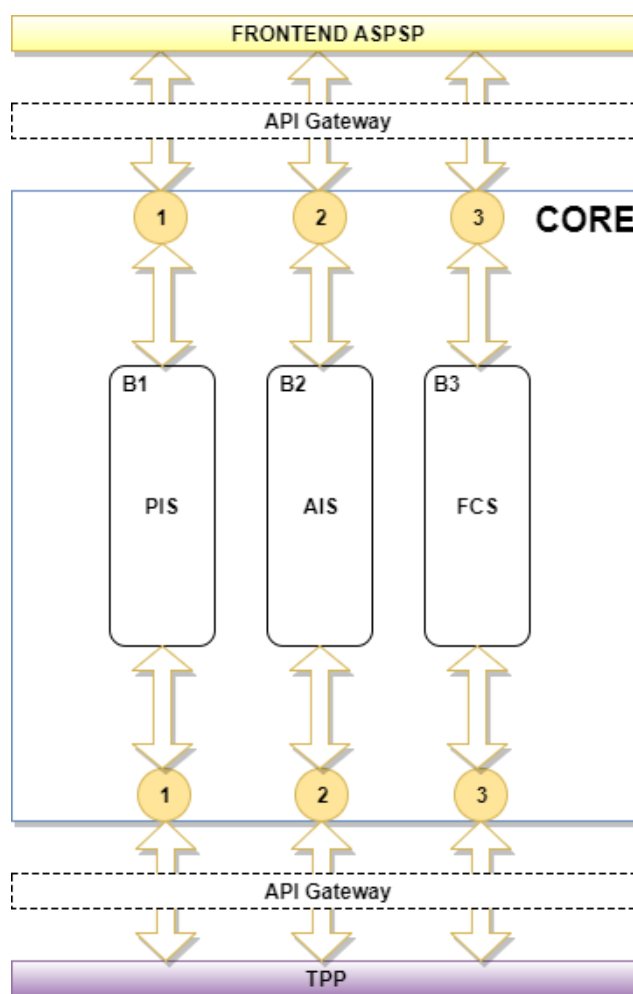 FRONTEND ASPSP
API Gateway
1
2
3
CORE
B1
B2
B3
PIS
AIS
FCS
1
2
3
API Gateway
TPP